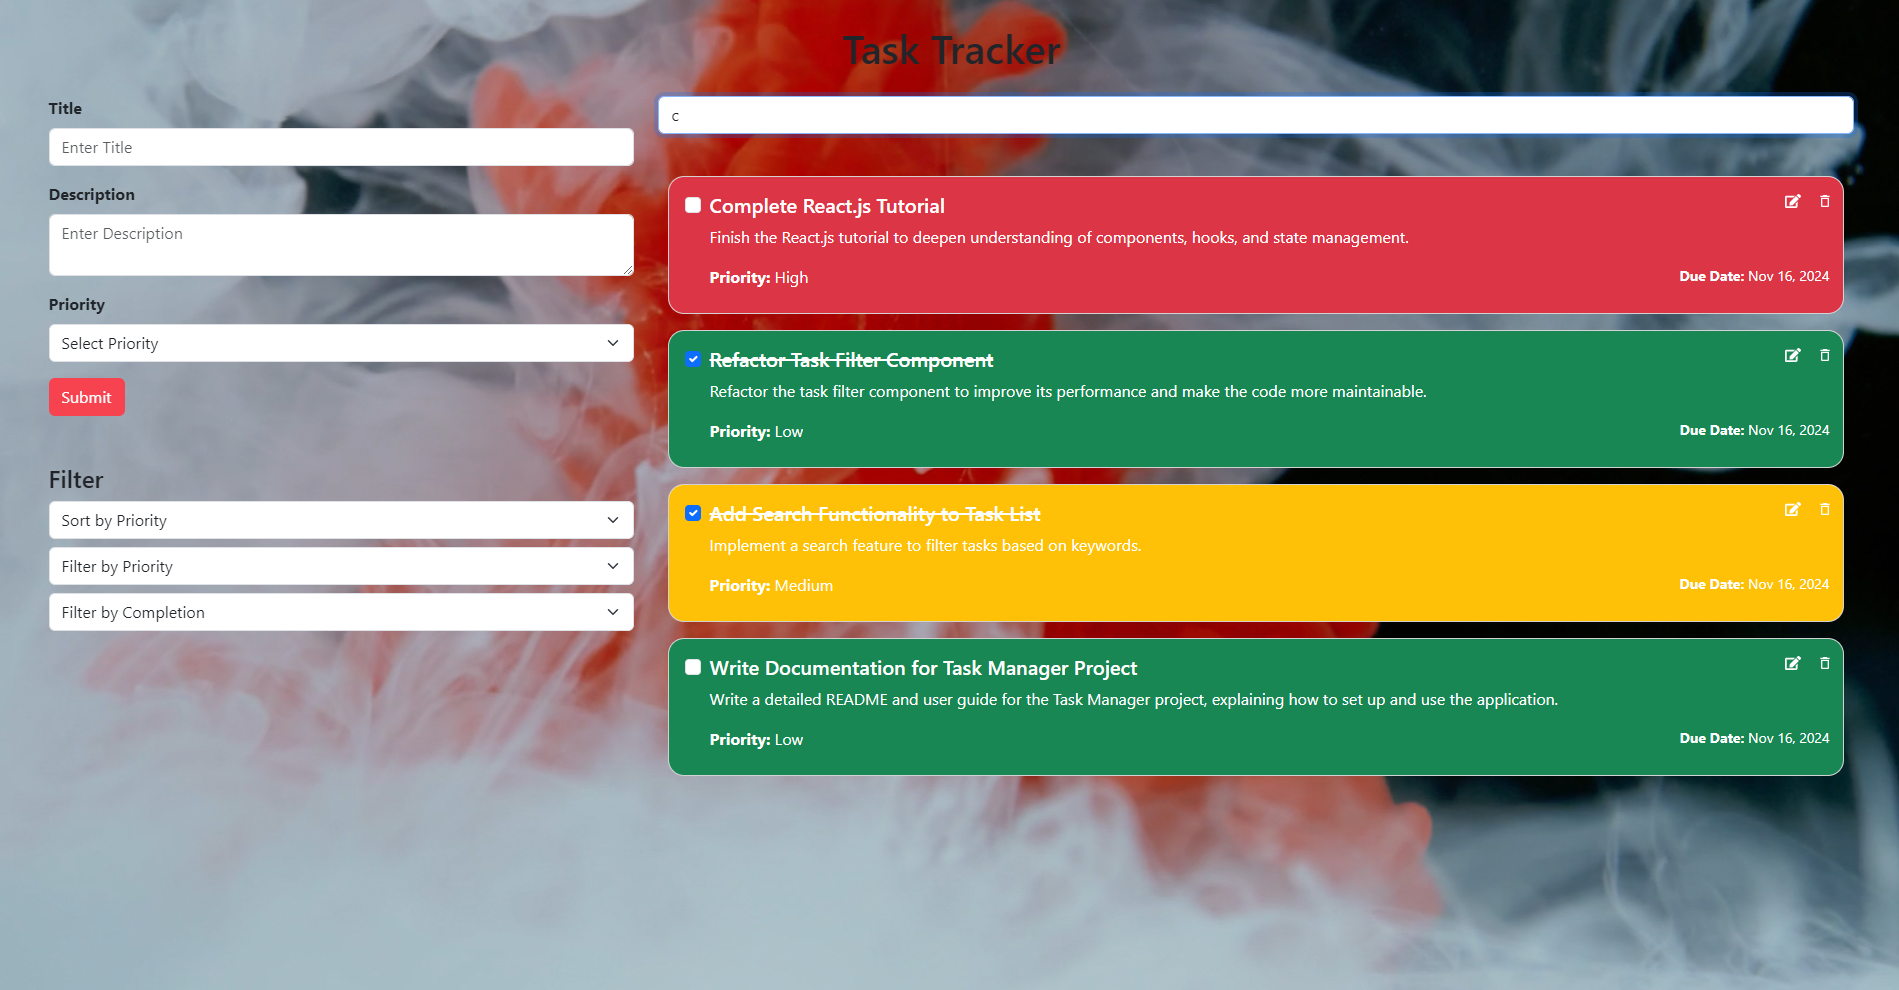 Task Tracker
Title
Enter Title
Description
Enter Description
Priority
Select Priority
Submit
Filter
Sort by Priority
Filter by Priority
Filter by Completion
c
Complete React.js Tutorial
Finish the React.js tutorial to deepen understanding of components, hooks, and state management.
Priority: High
Due Date: Nov 16, 2024
Refactor Task Filter Component
Refactor the task filter component to improve its performance and make the code more maintainable.
Priority: Low
Due Date: Nov 16, 2024
Add Search Functionality to Task List
Implement a search feature to filter tasks based on keywords.
Priority: Medium
Due Date: Nov 16, 2024
Write Documentation for Task Manager Project
Write a detailed README and user guide for the Task Manager project, explaining how to set up and use the application.
Priority: Low
Due Date: Nov 16, 2024